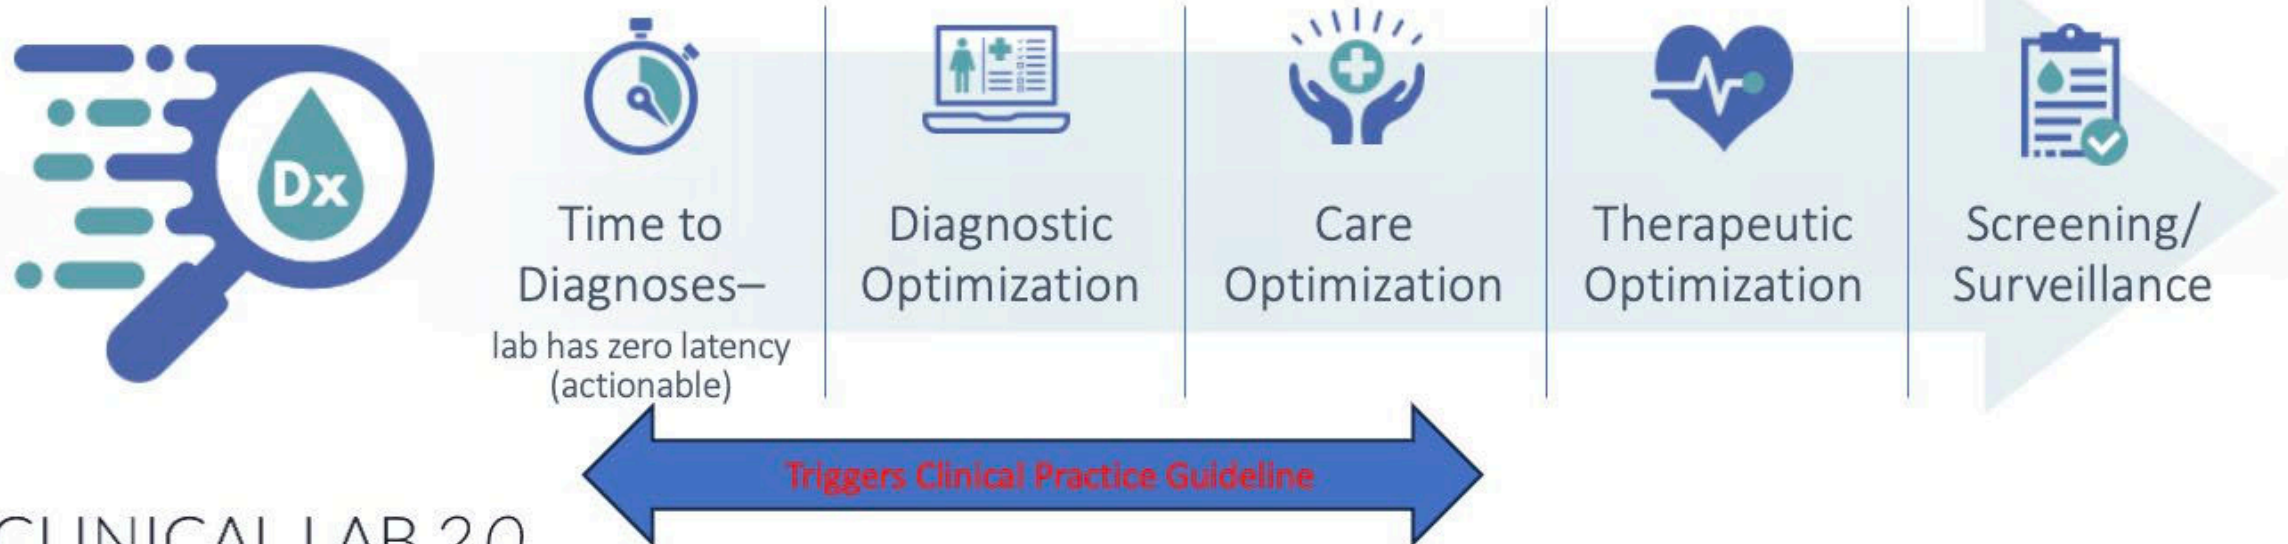 Dx
Time to
Diagnoses–
lab has zero latency
(actionable)
Diagnostic
Optimization
Care
Optimization
Therapeutic
Optimization
Screening/
Surveillance
Triggers Clinical Practice Guideline
CLINICAL LAB 2.0